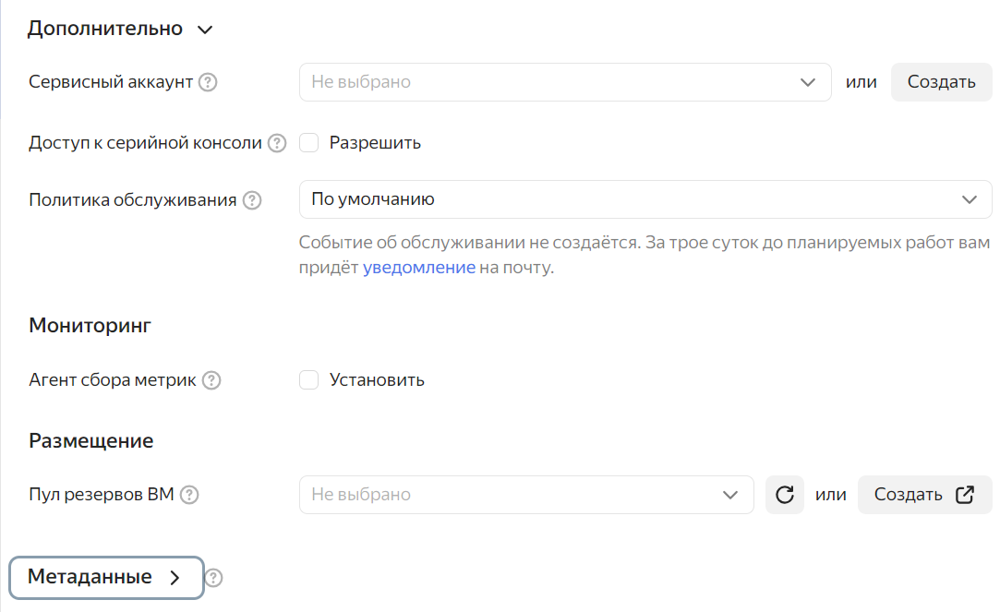 Дополнительно
Сервисный аккаунт ? Не выбрано или Создать
Доступ к серийной консоли ? Разрешить
Политика обслуживания ? По умолчанию
Событие об обслуживании не создаётся. За трое суток до планируемых работ вам
придёт уведомление на почту.
Мониторинг
Агент сбора метрик ? Установить
Размещение
Пул резервов ВМ ? Не выбрано или Создать
Метаданные ?